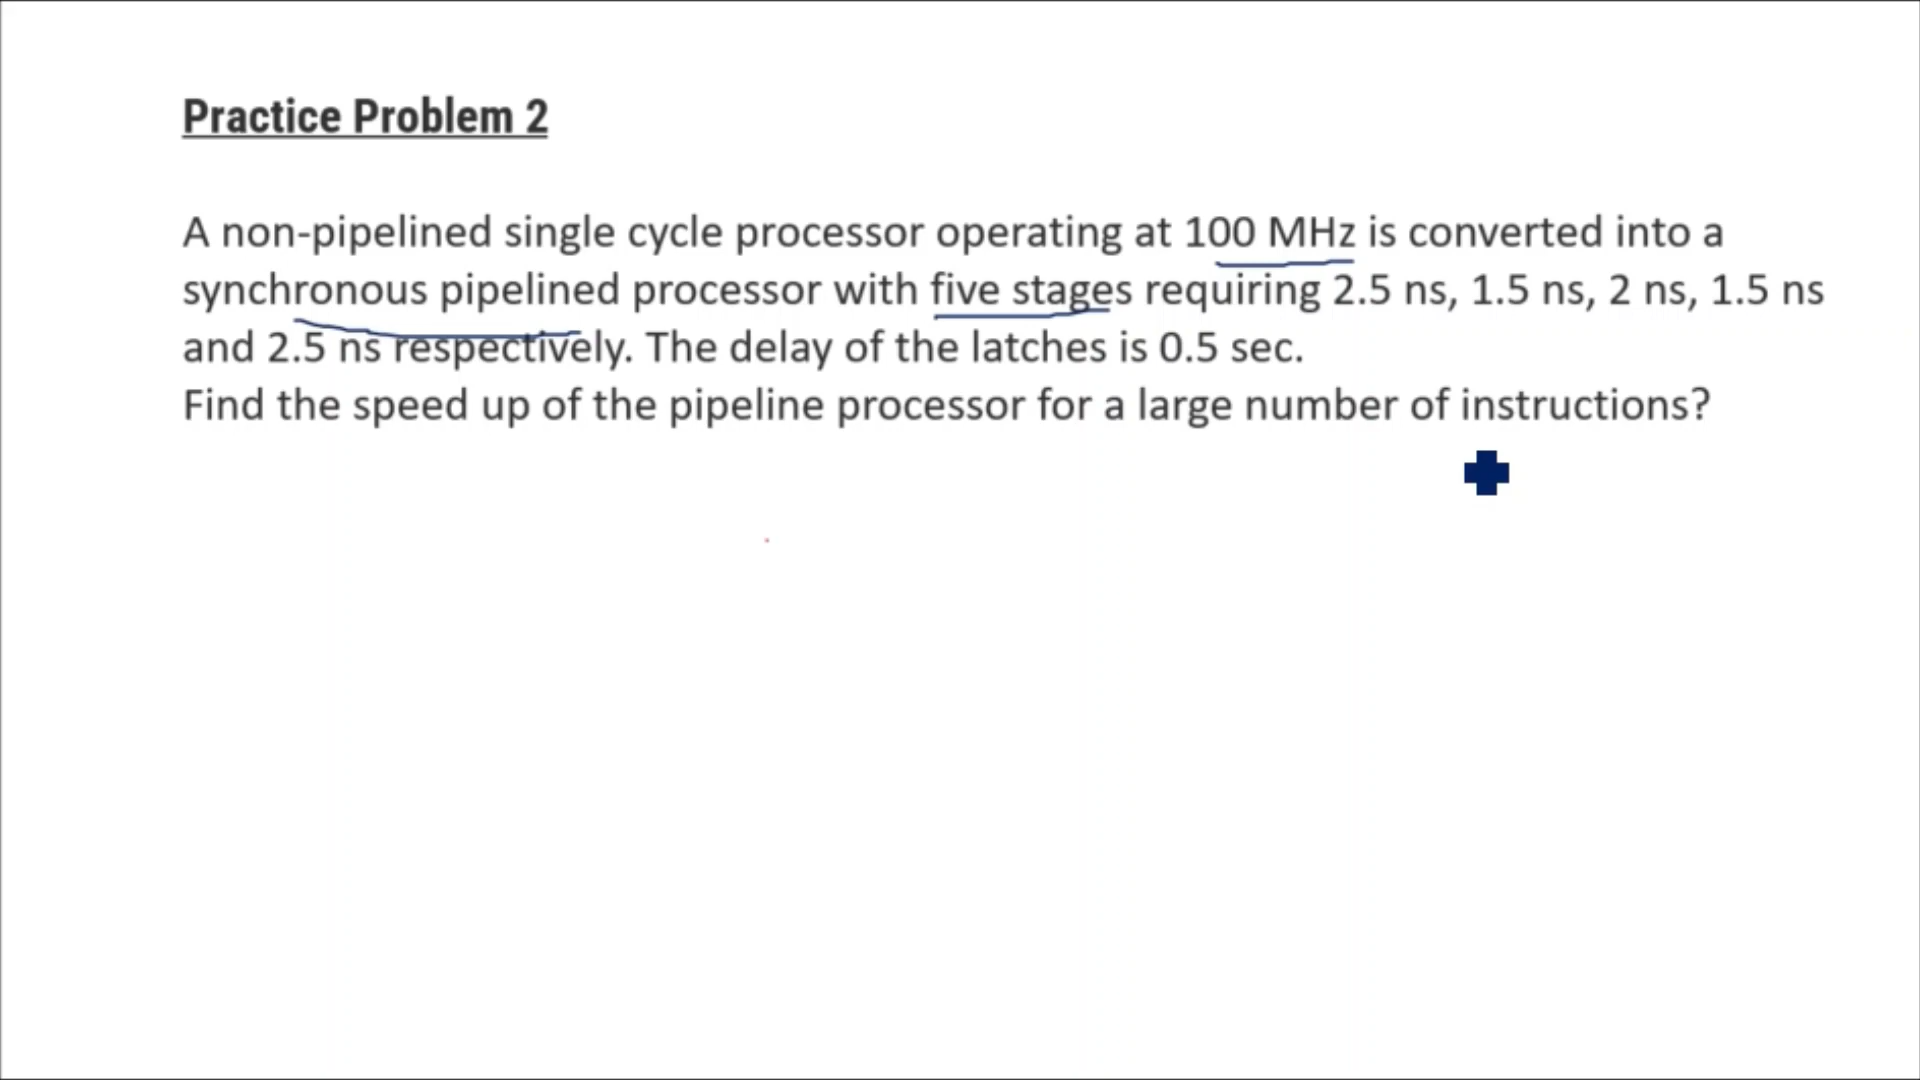 Practice Problem 2
A non-pipelined single cycle processor operating at 100 MHz is converted into a
synchronous pipelined processor with five stages requiring 2.5 ns, 1.5 ns, 2 ns, 1.5 ns
and 2.5 ns respectively. The delay of the latches is 0.5 sec.
Find the speed up of the pipeline processor for a large number of instructions?